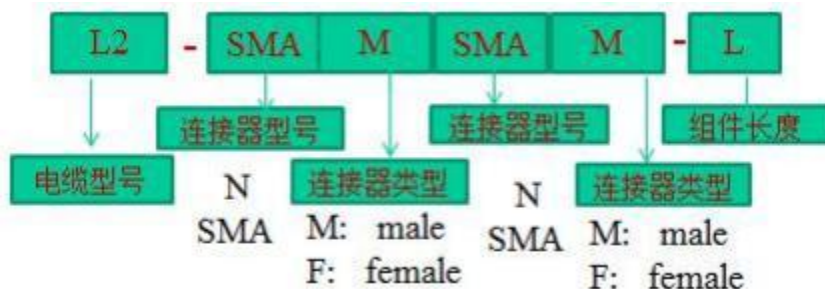 L2 - SMA M SMA M - L
连接器型号 连接器型号 组件长度
电缆型号 N 连接器类型 N 连接器类型
SMA M: male SMA M: male
F: female F: female